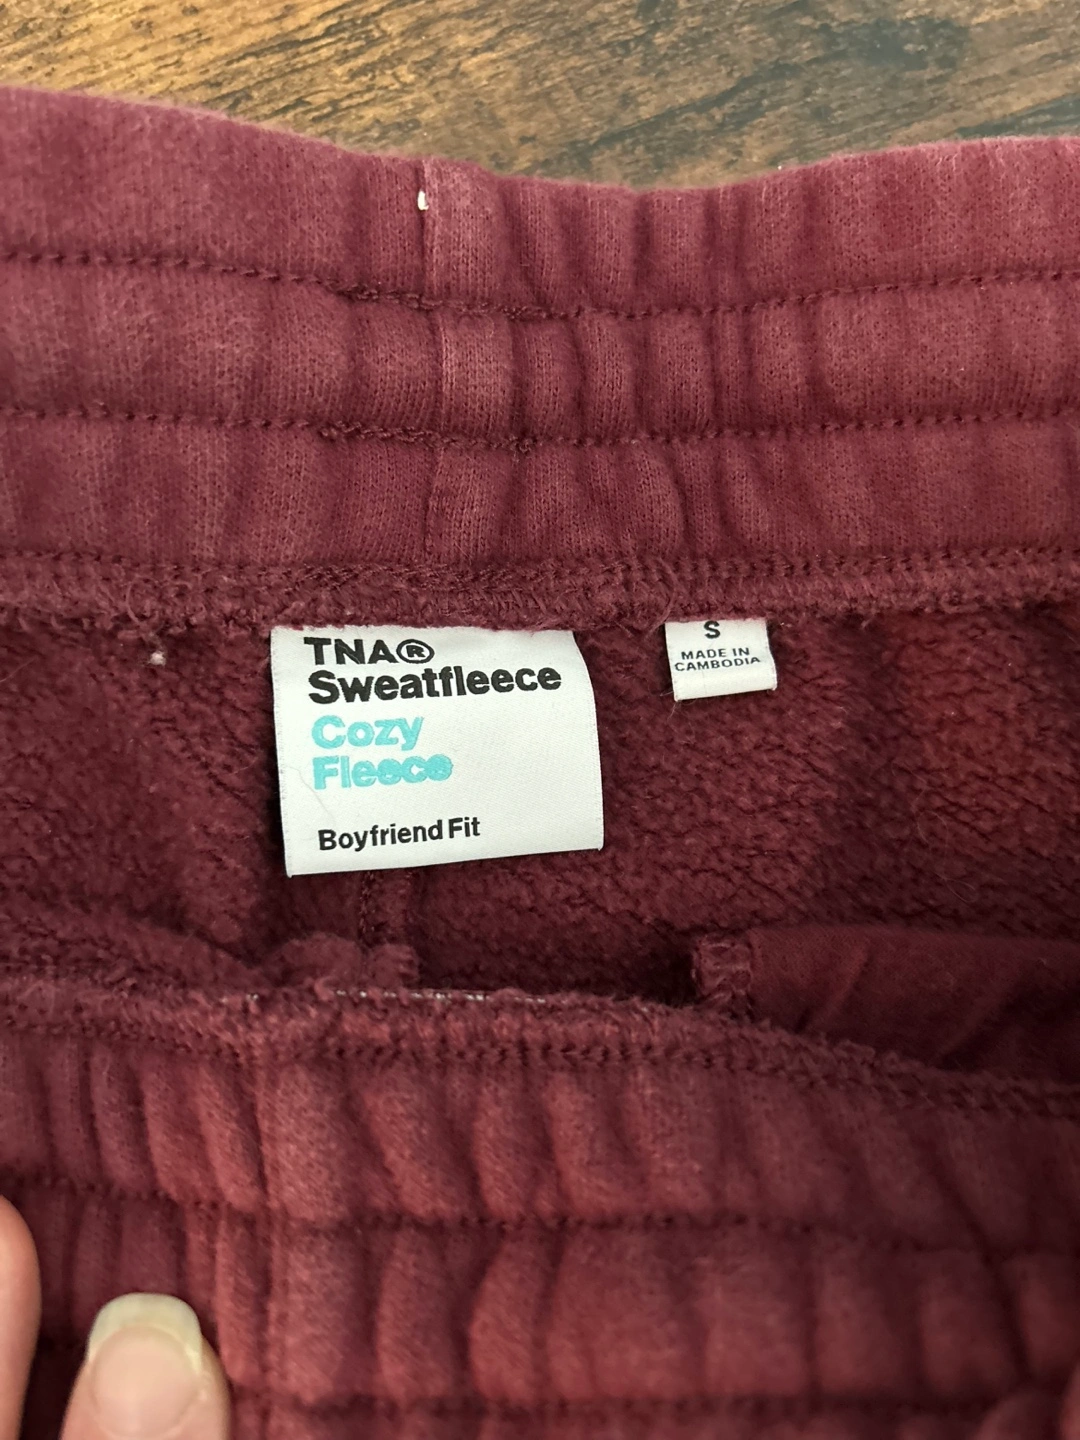 TNA®
Sweatfleece
Cozy
Fleece
Boyfriend Fit
S
MADE IN
CAMBODIA